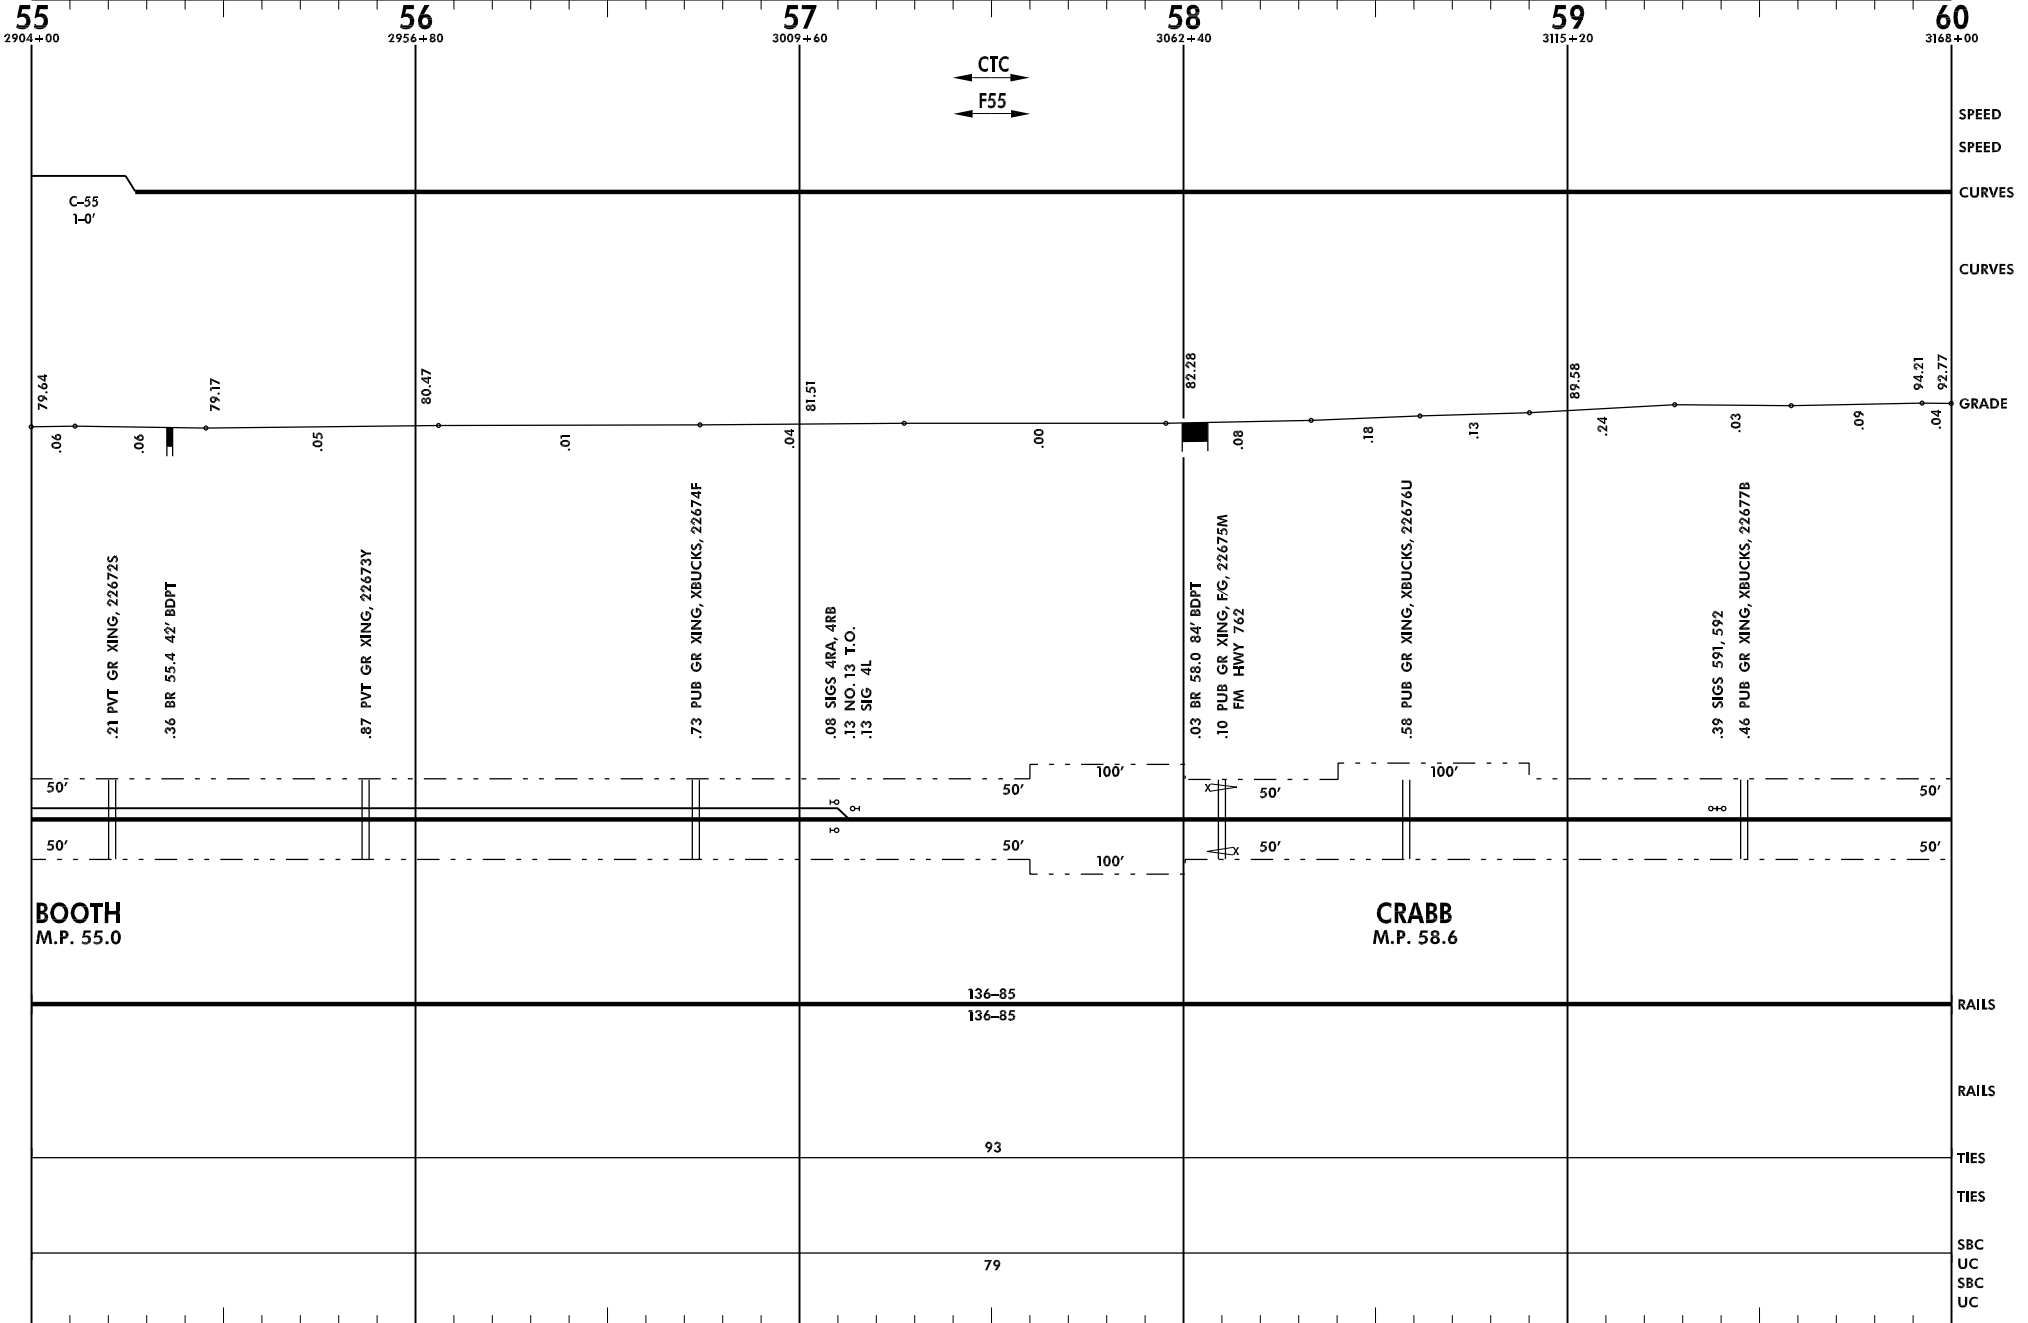 55 56 57 58 59 60
2904+00 2956+80 3009+60 3062+40 3115+20 3168+00
CTC
F55
SPEED
SPEED
C-55
1-0'
CURVES
CURVES
79.64 79.17 80.47 81.51 82.28 89.58 94.21 92.77
GRADE
.06 .06 .05 .01 .04 .00 .08 .18 .13 .24 .03 .09 .04
.21 PVT GR XING, 22672S
.36 BR 55.4 42' BDPT
.87 PVT GR XING, 22673Y
.73 PUB GR XING, XBUCKS, 22674F
.08 SIGS 4RA, 4RB
.13 NO. 13 T.O.
.13 SIG 4L
.03 BR 58.0 84' BDPT
.10 PUB GR XING, F/G, 22675M
FM HWY 762
.58 PUB GR XING, XBUCKS, 22676U
.39 SIGS 591, 592
.46 PUB GR XING, XBUCKS, 22677B
100' 100'
50' 50' X 50' 50'
50' 50' X 50' 50'
100'
BOOTH
M.P. 55.0
CRABB
M.P. 58.6
136-85
RAILS
136-85
RAILS
93
TIES
TIES
SBC
79
UC
SBC
UC